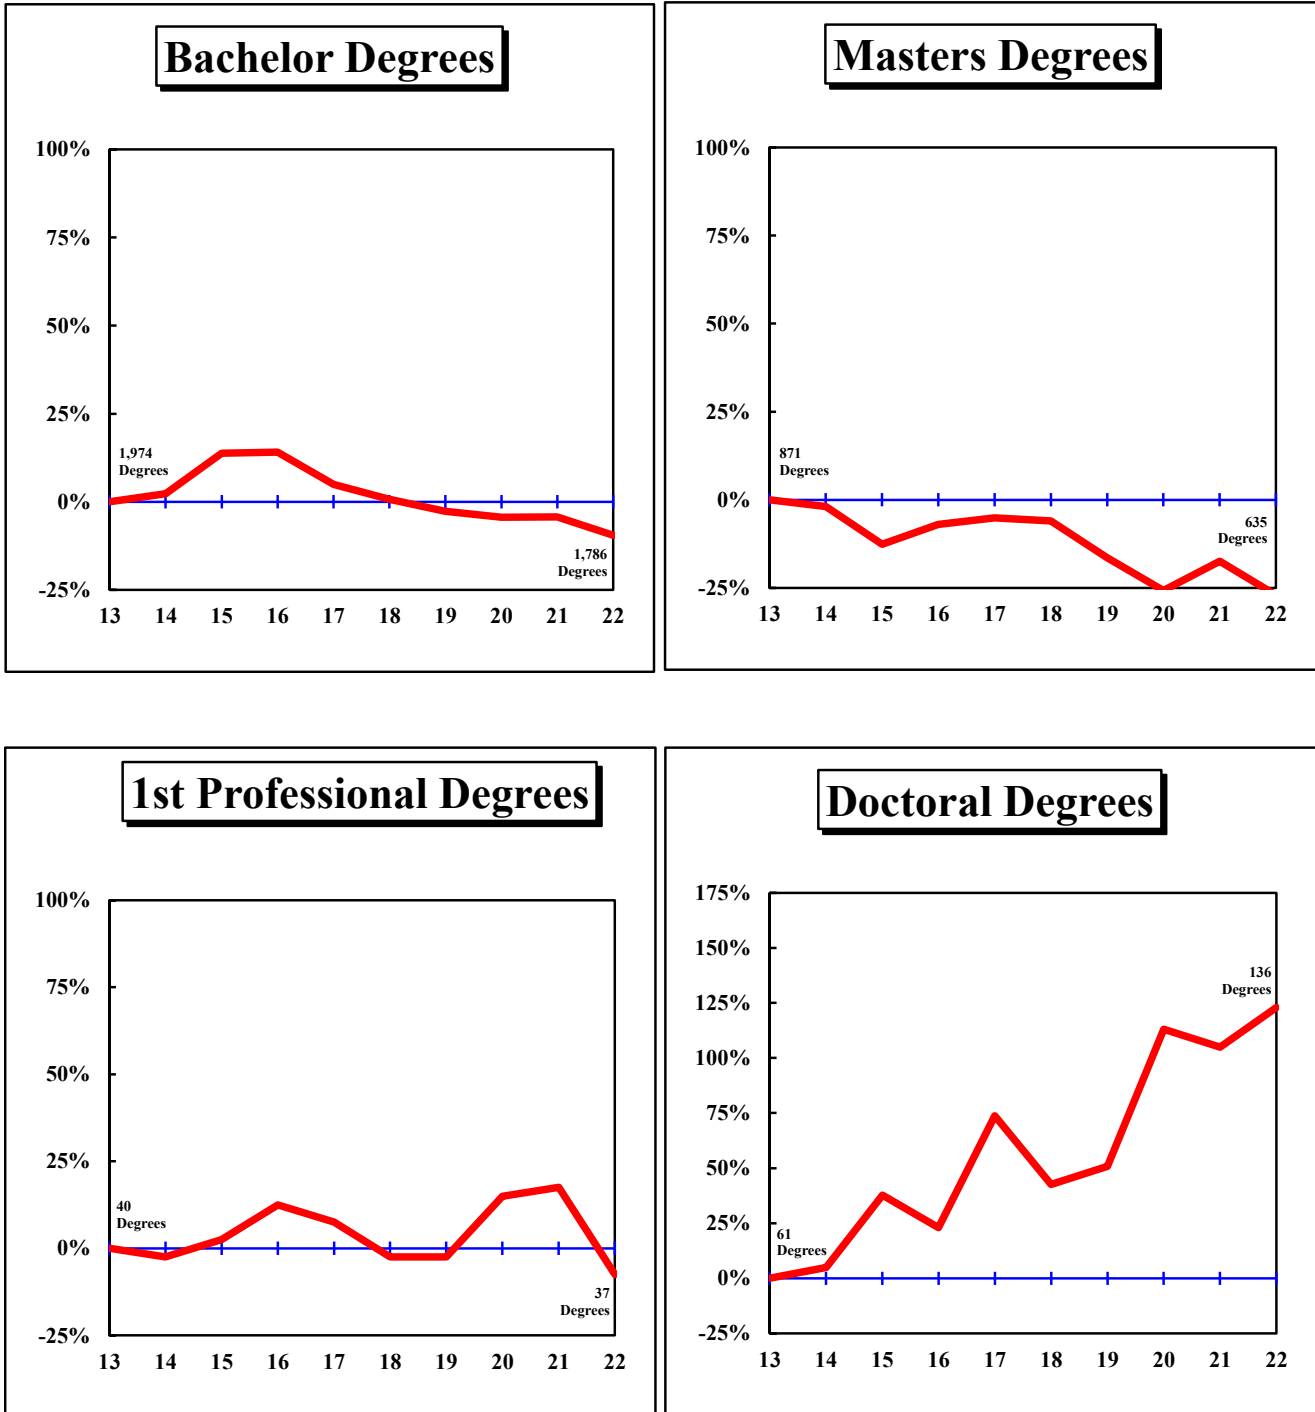 Bachelor Degrees
100%
75%
50%
25%
0%
-25%
1,974
Degrees
1,786
Degrees
13 14 15 16 17 18 19 20 21 22
Masters Degrees
100%
75%
50%
25%
0%
-25%
871
Degrees
635
Degrees
13 14 15 16 17 18 19 20 21 22
1st Professional Degrees
100%
75%
50%
25%
0%
-25%
40
Degrees
37
Degrees
13 14 15 16 17 18 19 20 21 22
Doctoral Degrees
175%
150%
125%
100%
75%
50%
25%
0%
-25%
136
Degrees
61
Degrees
13 14 15 16 17 18 19 20 21 22